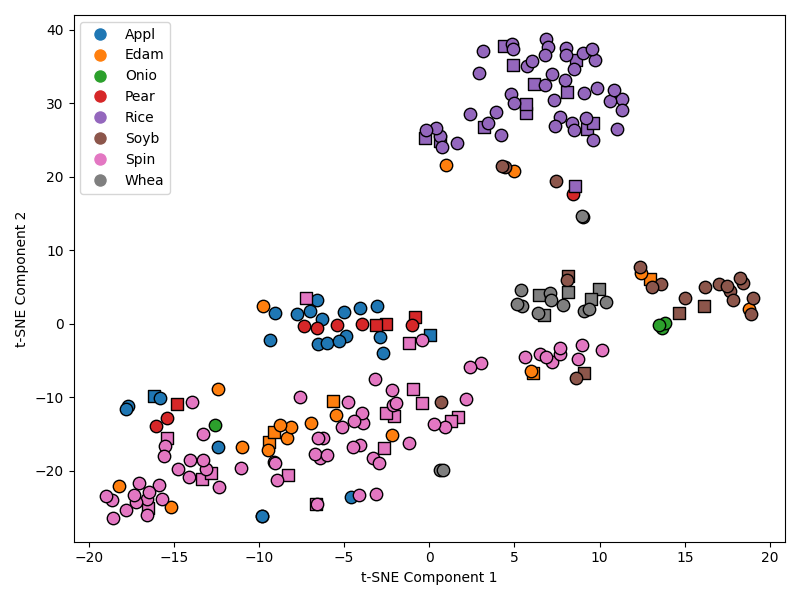 Appl
Edam
Onio
Pear
Rice
Soyb
Spin
Whea
40
30
20
10
0
−10
−20
t-SNE Component 2
−20 −15 −10 −5 0 5 10 15 20
t-SNE Component 1